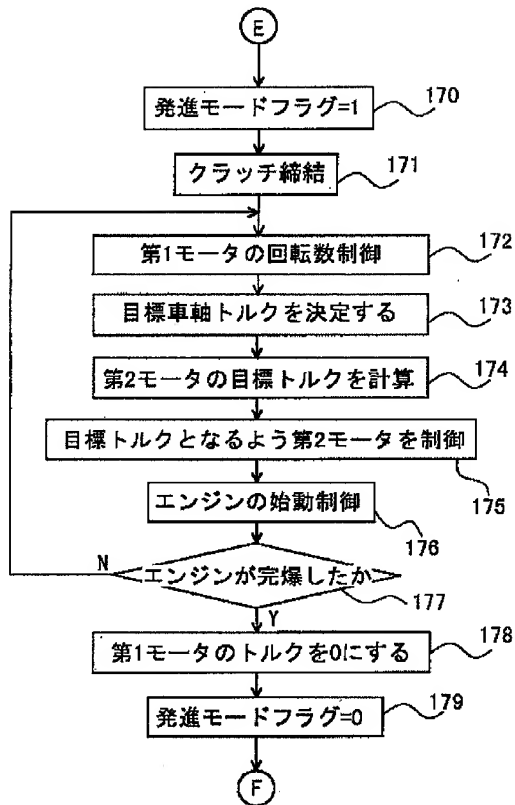 E
発進モードフラグ=1
170
クラッチ締結
171
第1モータの回転数制御
172
目標車軸トルクを決定する
173
第2モータの目標トルクを計算
174
目標トルクとなるよう第2モータを制御
175
エンジンの始動制御
176
N
エンジンが完爆したか
177
Y
第1モータのトルクを0にする
178
発進モードフラグ=0
179
F